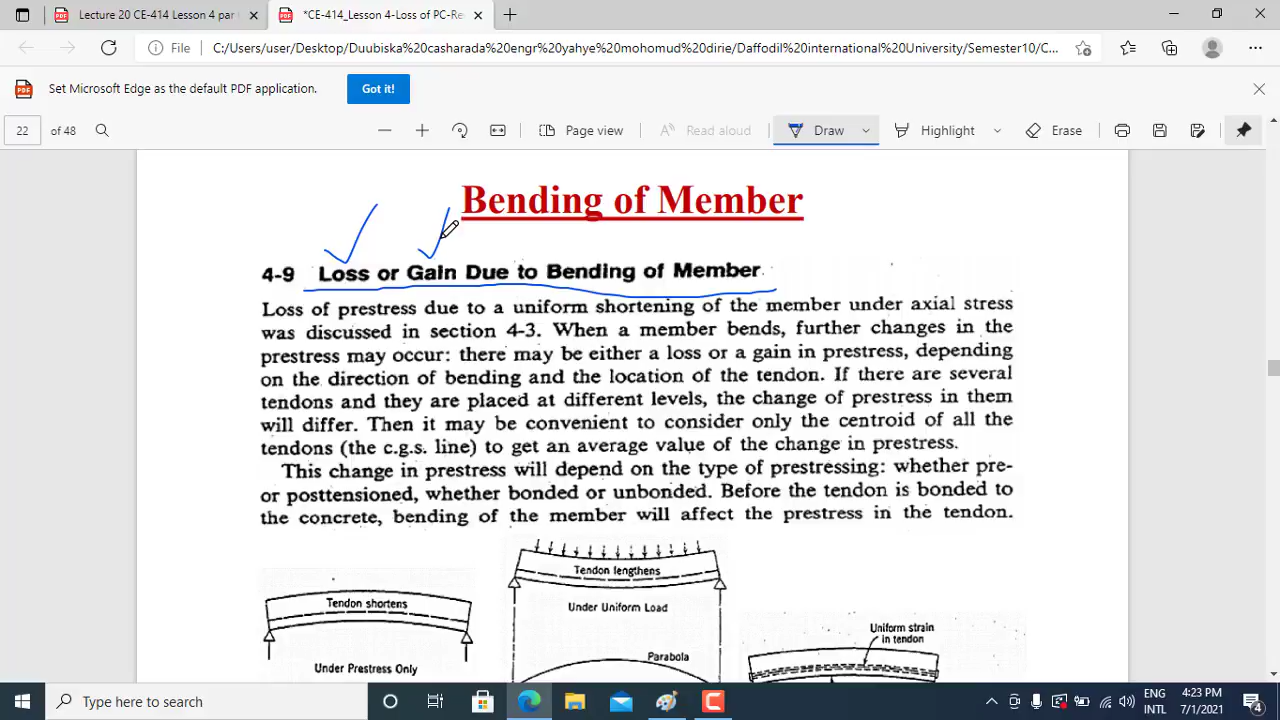 Lecture 20 CE-414 Lesson 4 par
*CE-414_Lesson 4-Loss of PC-Re
File
C:/Users/user/Desktop/Duubiska%20casharada%20engr%20yahye%20mohomud%20dirie/Daffodil%20international%20University/Semester10/C...
Set Microsoft Edge as the default PDF application.
Got it!
22 of 48
Page view
Read aloud
Draw
Highlight
Erase
Bending of Member
4-9 Loss or Gain Due to Bending of Member
Loss of prestress due to a uniform shortening of the member under axial stress
was discussed in section 4-3. When a member bends, further changes in the
prestress may occur: there may be either a loss or a gain in prestress, depending
on the direction of bending and the location of the tendon. If there are several
tendons and they are placed at different levels, the change of prestress in them
will differ. Then it may be convenient to consider only the centroid of all the
tendons (the c.g.s. line) to get an average value of the change in prestress.
This change in prestress will depend on the type of prestressing: whether pre-
or posttensioned, whether bonded or unbonded. Before the tendon is bonded to
the concrete, bending of the member will affect the prestress in the tendon.
Tendon shortens
Under Prestress Only
Tendon lengthens
Under Uniform Load
Parabola
Uniform strain
in tendon
Type here to search
ENG
INTL
4:23 PM
7/1/2021
4